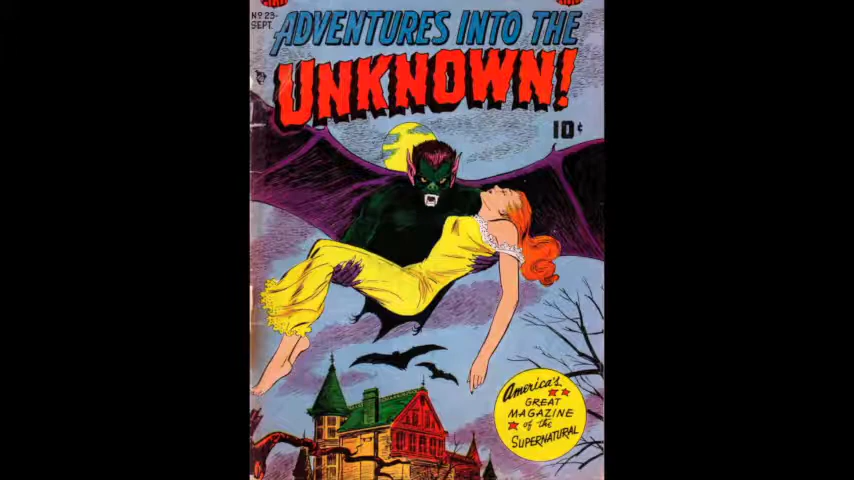 No 23-
SEPT.
ADVENTURES INTO THE
UNKNOWN!
10¢
America's
GREAT
MAGAZINE
of the
SUPERNATURAL